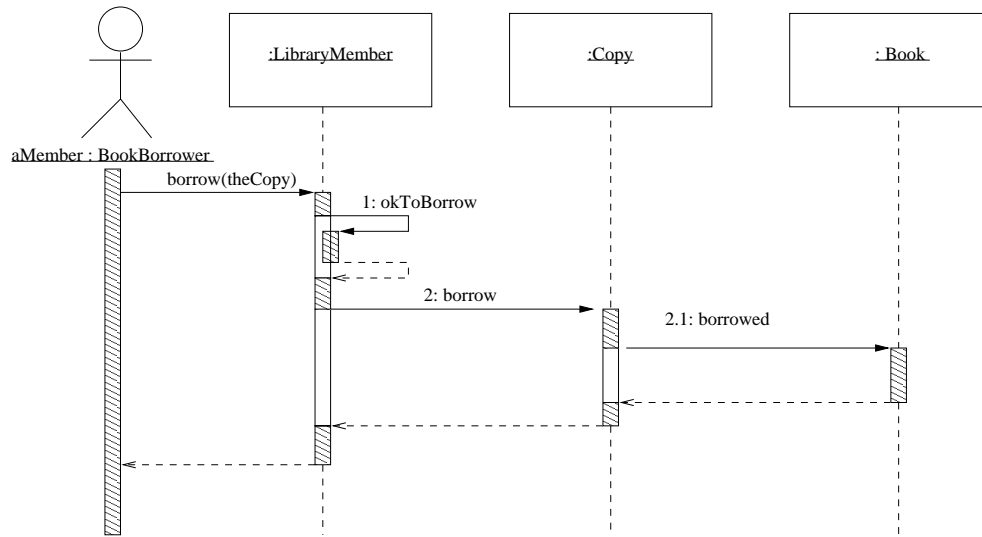 :LibraryMember
:Copy
: Book
aMember : BookBorrower
borrow(theCopy)
1: okToBorrow
2: borrow
2.1: borrowed